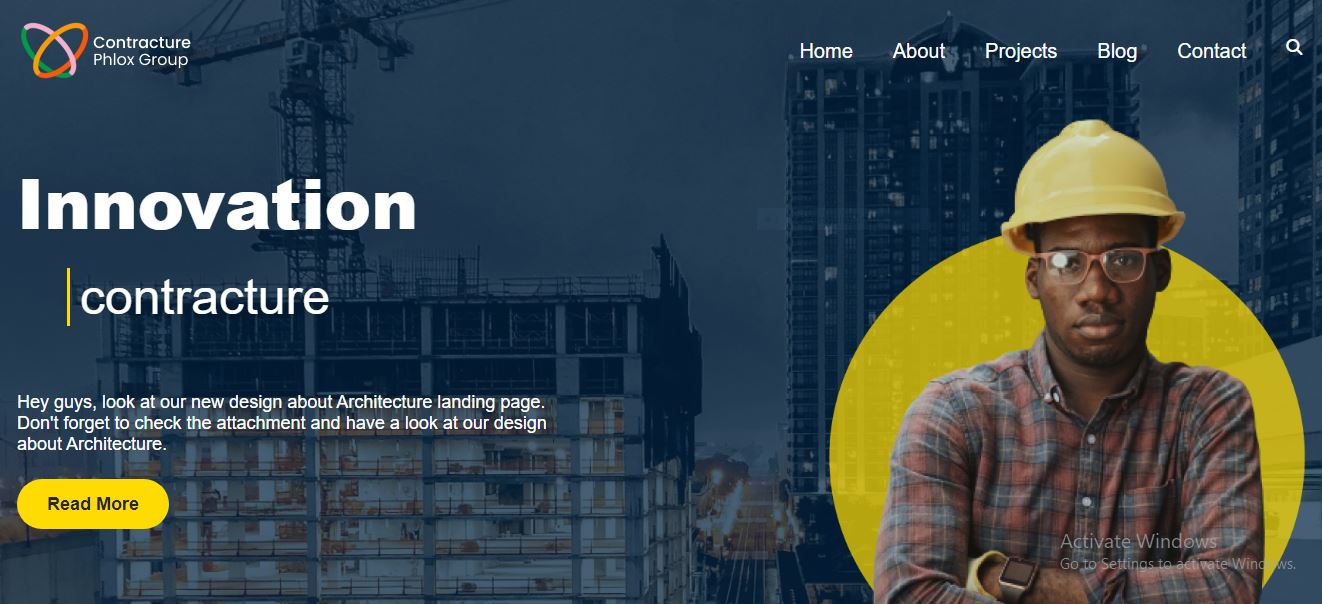 Contracture
Phlox Group
Home About Projects Blog Contact
Innovation
contracture
Hey guys, look at our new design about Architecture landing page.
Don't forget to check the attachment and have a look at our design
about Architecture.
Read More
Activate Windows
Go to Settings to activate Windows.